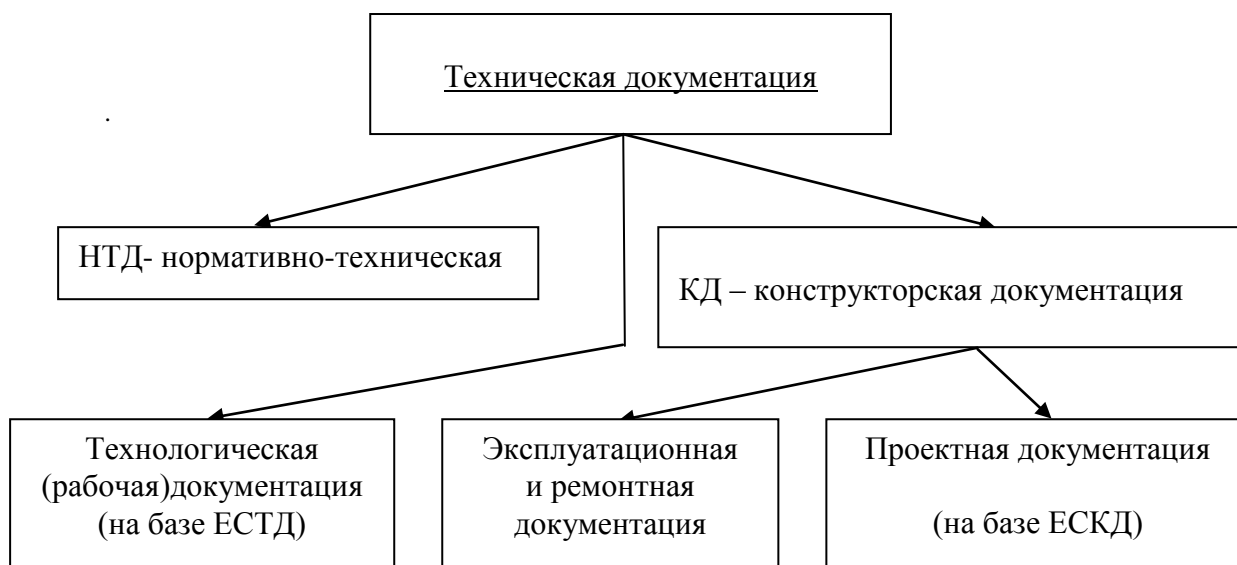 Техническая документация
.
НТД- нормативно-техническая
КД – конструкторская документация
Технологическая
(рабочая)документация
(на базе ЕСТД)
Эксплуатационная
и ремонтная
документация
Проектная документация
(на базе ЕСКД)